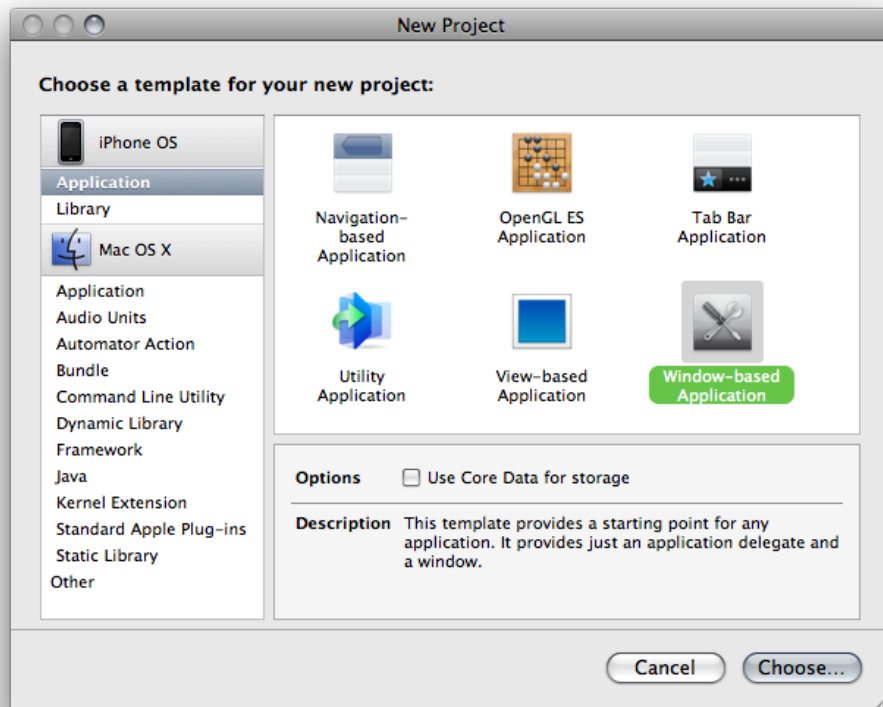 New Project
Choose a template for your new project:
iPhone OS
Application
Library
Mac OS X
Application
Audio Units
Automator Action
Bundle
Command Line Utility
Dynamic Library
Framework
Java
Kernel Extension
Standard Apple Plug-ins
Static Library
Other
Navigation-
based
Application
OpenGL ES
Application
Tab Bar
Application
Utility
Application
View-based
Application
Window-based
Application
Options
Use Core Data for storage
Description
This template provides a starting point for any
application. It provides just an application delegate and
a window.
Cancel
Choose...